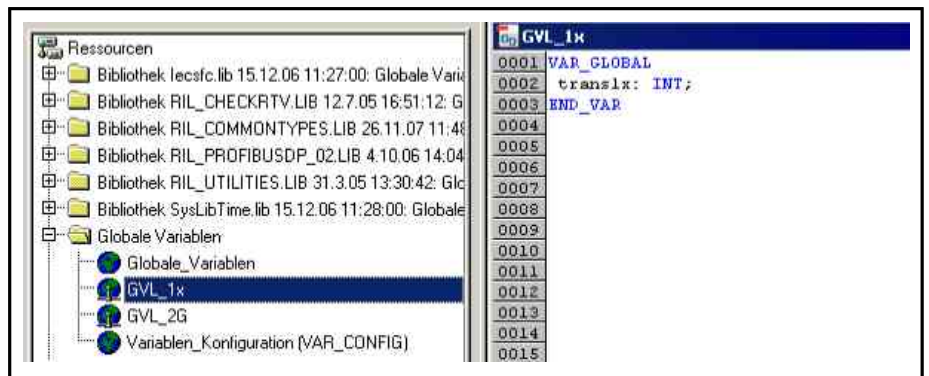 Ressourcen
Bibliothek Iecsfc.lib 15.12.06 11:27:00: Globale Varia
Bibliothek RIL_CHECKRTV.LIB 12.7.05 16:51:12: G
Bibliothek RIL_COMMONTYPES.LIB 26.11.07 11:48
Bibliothek RIL_PROFIBUSDP_02.LIB 4.10.06 14:04
Bibliothek RIL_UTILITIES.LIB 31.3.05 13:30:42: Glo
Bibliothek SysLibTime.lib 15.12.06 11:28:00: Globale
Globale Variablen
Globale_Variablen
GVL_1x
GVL_2G
Variablen_Konfiguration (VAR_CONFIG)
GVL_1x
0001 VAR_GLOBAL
0002 trans1x: INT;
0003 END_VAR
0004
0005
0006
0007
0008
0009
0010
0011
0012
0013
0014
0015